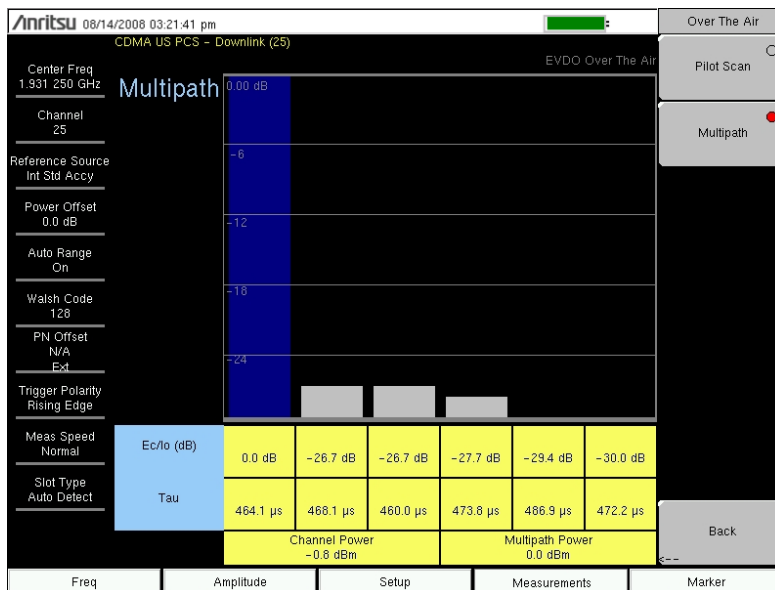 Anritsu 08/14/2008 03:21:41 pm
Over The Air
CDMA US PCS - Downlink (25)
EVDO Over The Air
Center Freq
1.931 250 GHz
Channel
25
Reference Source
Int Std Accy
Power Offset
0.0 dB
Auto Range
On
Walsh Code
128
PN Offset
N/A
Ext
Trigger Polarity
Rising Edge
Meas Speed
Normal
Slot Type
Auto Detect
Multipath
0.00 dB
-6
-12
-18
-24
Ec/Io (dB) 0.0 dB -26.7 dB -26.7 dB -27.7 dB -29.4 dB -30.0 dB
Tau 464.1 µs 468.1 µs 460.0 µs 473.8 µs 486.9 µs 472.2 µs
Channel Power
-0.8 dBm
Multipath Power
0.0 dBm
Pilot Scan
Multipath
Back
<--
Freq Amplitude Setup Measurements Marker